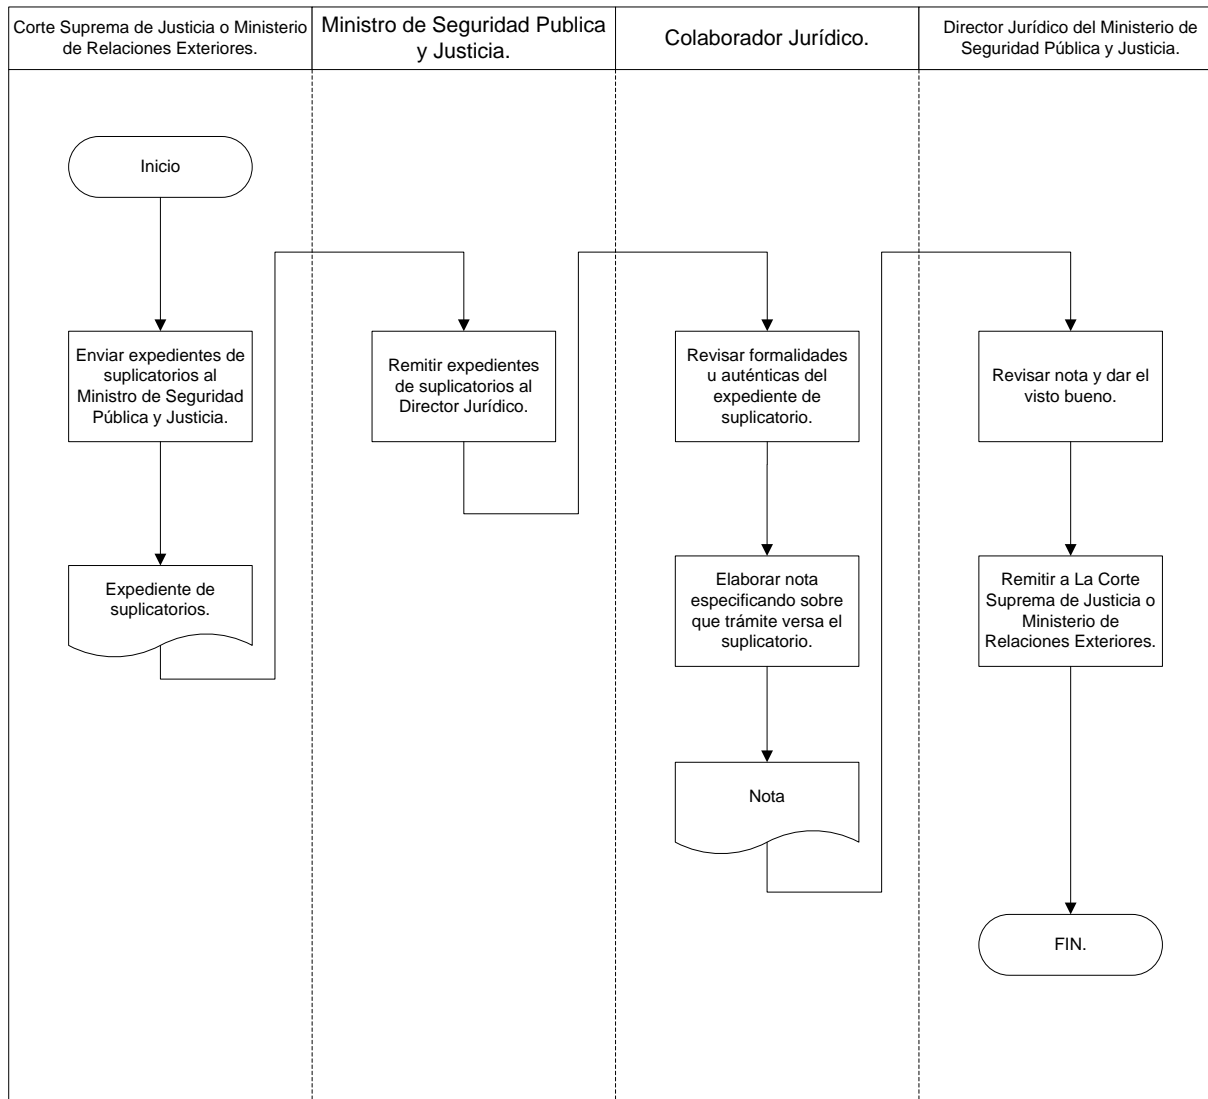 Corte Suprema de Justicia o Ministerio
de Relaciones Exteriores.
Ministro de Seguridad Publica
y Justicia.
Colaborador Jurídico.
Director Jurídico del Ministerio de
Seguridad Pública y Justicia.
Inicio
Enviar expedientes de
suplicatorios al
Ministro de Seguridad
Pública y Justicia.
Expediente de
suplicatorios.
Remitir expedientes
de suplicatorios al
Director Jurídico.
Revisar formalidades
u auténticas del
expediente de
suplicatorio.
Elaborar nota
especificando sobre
que trámite versa el
suplicatorio.
Nota
Revisar nota y dar el
visto bueno.
Remitir a La Corte
Suprema de Justicia o
Ministerio de
Relaciones Exteriores.
FIN.